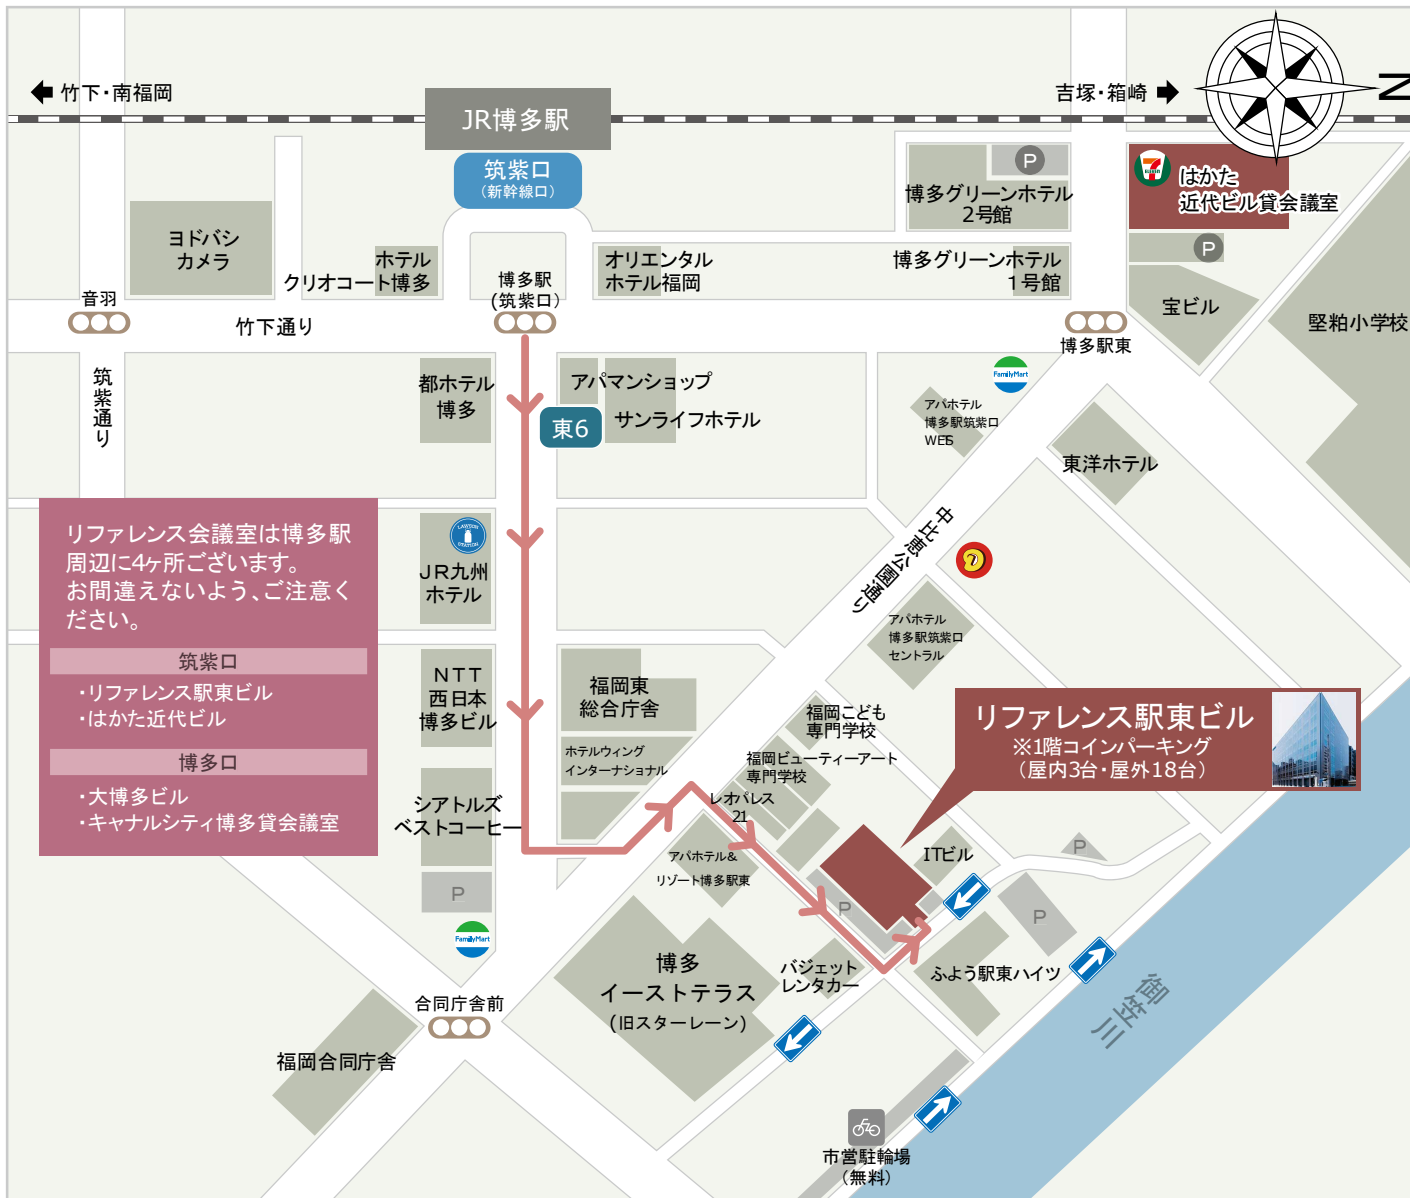 竹下・南福岡
吉塚・箱崎
N
JR博多駅
筑紫口
(新幹線口)
P
博多グリーンホテル
2号館
はかた
近代ビル貸会議室
P
ヨドバシ
カメラ
ホテル
クリオコート博多
博多駅
(筑紫口)
オリエンタル
ホテル福岡
博多グリーンホテル
1号館
音羽
竹下通り
宝ビル
博多駅東
堅粕小学校
筑紫通り
都ホテル
博多
アパマンショップ
サンライフホテル
東6
FamilyMart
アパホテル
博多駅筑紫口
WES
東洋ホテル
リファレンス会議室は博多駅
周辺に4ヶ所ございます。
お間違えないよう、ご注意く
ださい。
筑紫口
・リファレンス駅東ビル
・はかた近代ビル
博多口
・大博多ビル
・キャナルシティ博多貸会議室
LAWSON
STATION
JR九州
ホテル
中比恵公園通り
アパホテル
博多駅筑紫口
セントラル
NTT
西日本
博多ビル
福岡東
総合庁舎
ホテルウィング
インターナショナル
福岡こども
専門学校
福岡ビューティーアート
専門学校
レオパレス
21
リファレンス駅東ビル
※1階コインパーキング
(屋内3台・屋外18台)
シアトルズ
ベストコーヒー
アパホテル&
リゾート博多駅東
ITビル
P
P
P
P
FamilyMart
博多
イーストテラス
(旧スターレーン)
バジェット
レンタカー
ふよう駅東ハイツ
御笠川
合同庁舎前
福岡合同庁舎
市営駐輪場
(無料)